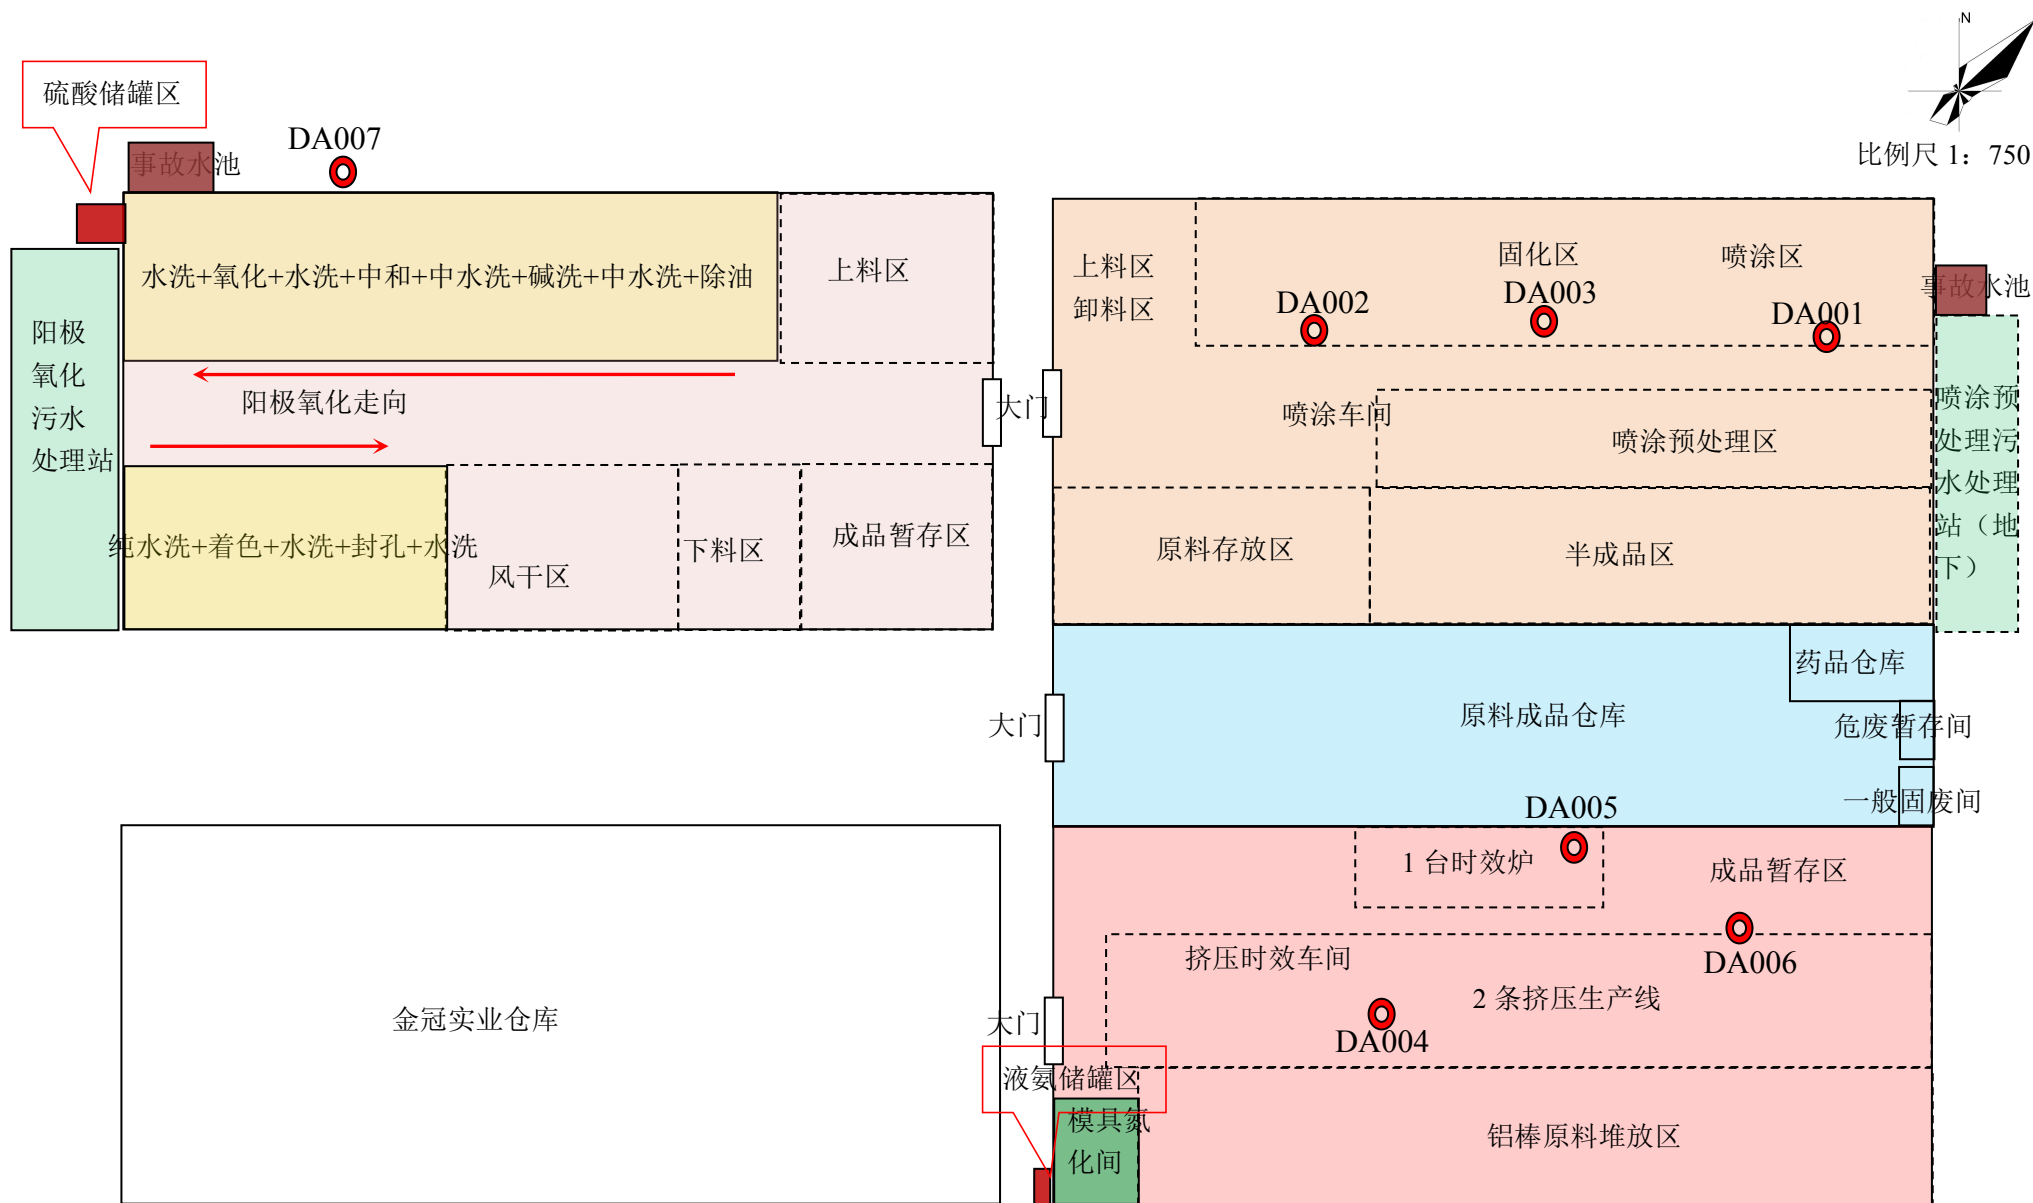 N
比例尺 1：750
硫酸储罐区
事故水池
DA007
水洗+氧化+水洗+中和+中水洗+碱洗+中水洗+除油
上料区
阳极
氧化
污水
处理站
阳极氧化走向
大门
纯水洗+着色+水洗+封孔+水洗
风干区
下料区
成品暂存区
上料区
卸料区
固化区
喷涂区
DA002
DA003
DA001
事故水池
喷涂车间
喷涂预处理区
喷涂预
处理污
水处理
站（地
下）
原料存放区
半成品区
药品仓库
大门
原料成品仓库
危废暂存间
一般固废间
DA005
1 台时效炉
成品暂存区
挤压时效车间
DA006
2 条挤压生产线
DA004
金冠实业仓库
大门
液氨储罐区
模具氮
化间
铝棒原料堆放区